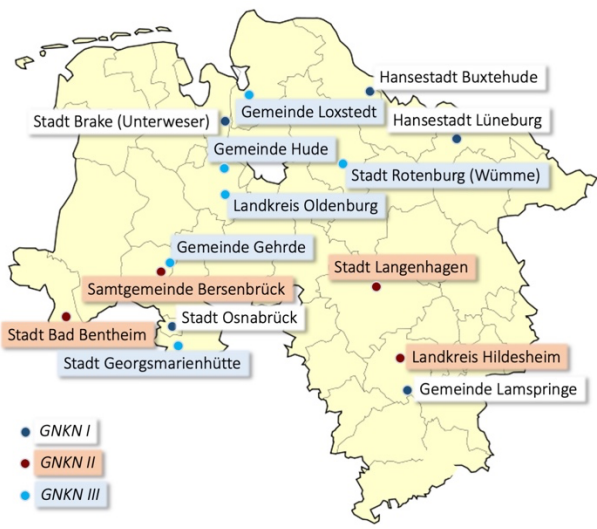 Hansestadt Buxtehude
Gemeinde Loxstedt
Stadt Brake (Unterweser)
Hansestadt Lüneburg
Gemeinde Hude
Stadt Rotenburg (Wümme)
Landkreis Oldenburg
Gemeinde Gehrde
Stadt Langenhagen
Samtgemeinde Bersenbrück
Stadt Osnabrück
Stadt Bad Bentheim
Landkreis Hildesheim
Stadt Georgsmarienhütte
Gemeinde Lamspringe
GNKN I
GNKN II
GNKN III